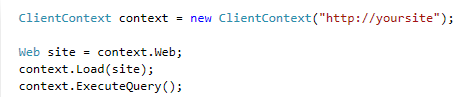 ClientContext context = new ClientContext("http://yoursite");
Web site = context.Web;
context.Load(site);
context.ExecuteQuery();